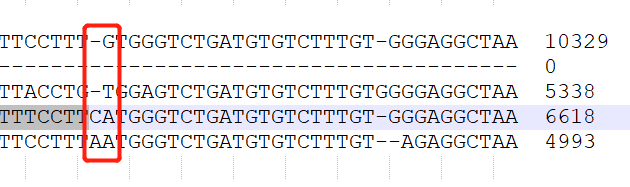 TTCCTTT-GTGGGTCTGATGTGTCTTTGT-GGGAGGCTAA 10329
---------------------------------------- 0
TTACCTG-TGGAGTCTGATGTGTCTTTGTGGGGAGGCTAA 5338
TTTCCTTCATGGGTCTGATGTGTCTTTGT-GGGAGGCTAA 6618
TTCCTTTAATGGGTCTGATGTGTCTTTGT--AGAGGCTAA 4993